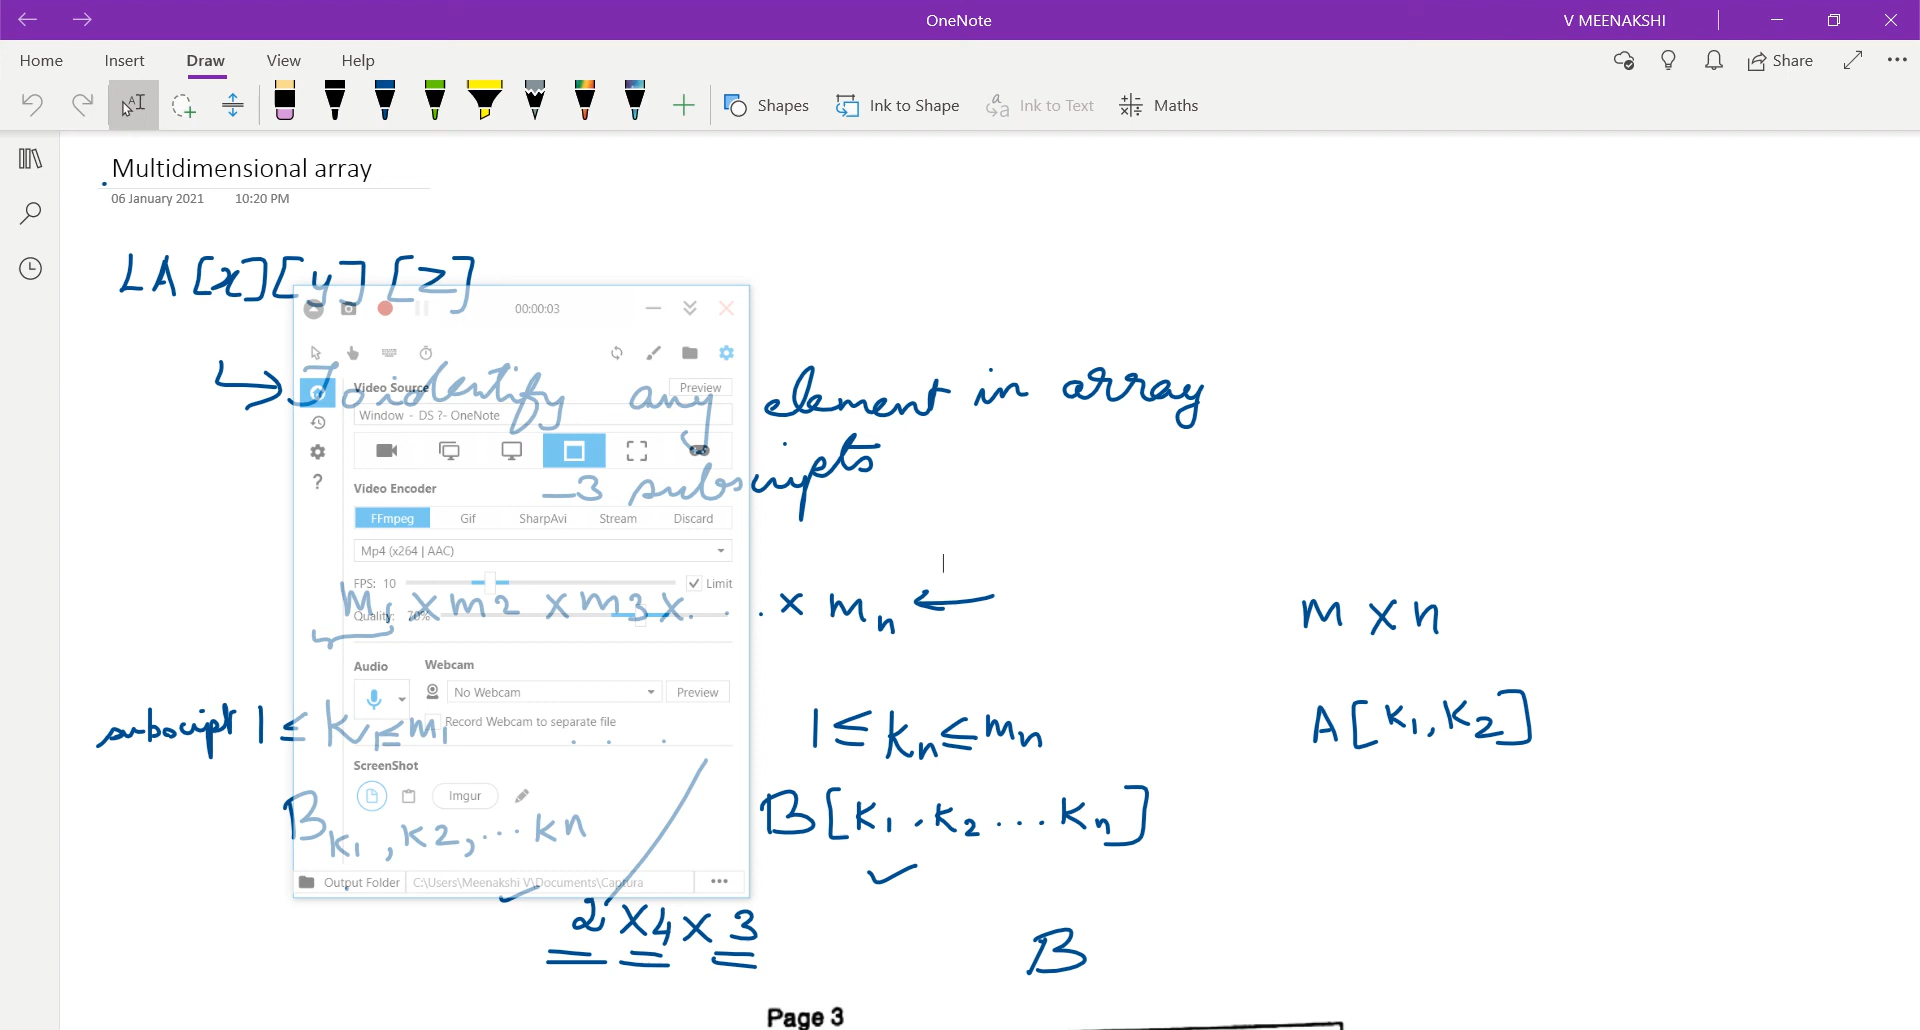 OneNote
V MEENAKSHI
Home Insert Draw View Help
Share
Shapes Ink to Shape Ink to Text Maths
Multidimensional array
06 January 2021 10:20 PM
LA[x][y][z]
00:00:03
To identify any element in array
Video Source Preview
Window - DS ?- OneNote
–3 subscripts
Video Encoder
FFmpeg Gif SharpAvi Stream Discard
Mp4 (x264 | AAC)
FPS: 10 Limit
m1 x m2 x m3 x. . . . x mn ←
Quality: 70%
m x n
Audio Webcam
No Webcam Preview
Record Webcam to separate file
subscipt 1 ≤ K1 ≤ m1 . . . 1 ≤ Kn ≤ mn
A[K1, K2]
ScreenShot
Imgur
BK1, K2, ... Kn B[K1 . K2 ... Kn]
Output Folder C:\Users\Meenakshi V\Documents\Captura
2 x 4 x 3
B
Page 3